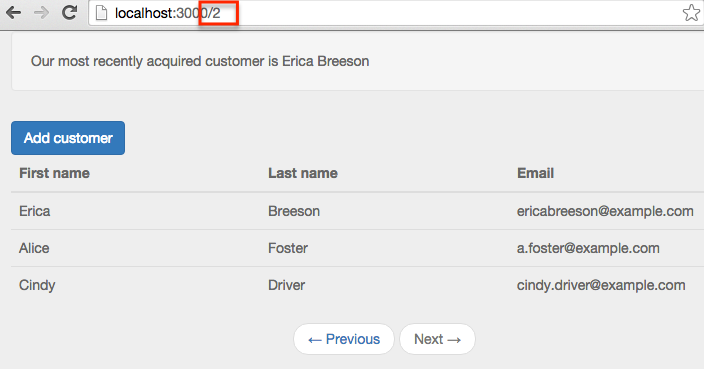 localhost:3000/2
Our most recently acquired customer is Erica Breeson
Add customer
First name Last name Email
Erica Breeson ericabreeson@example.com
Alice Foster a.foster@example.com
Cindy Driver cindy.driver@example.com
← Previous Next →